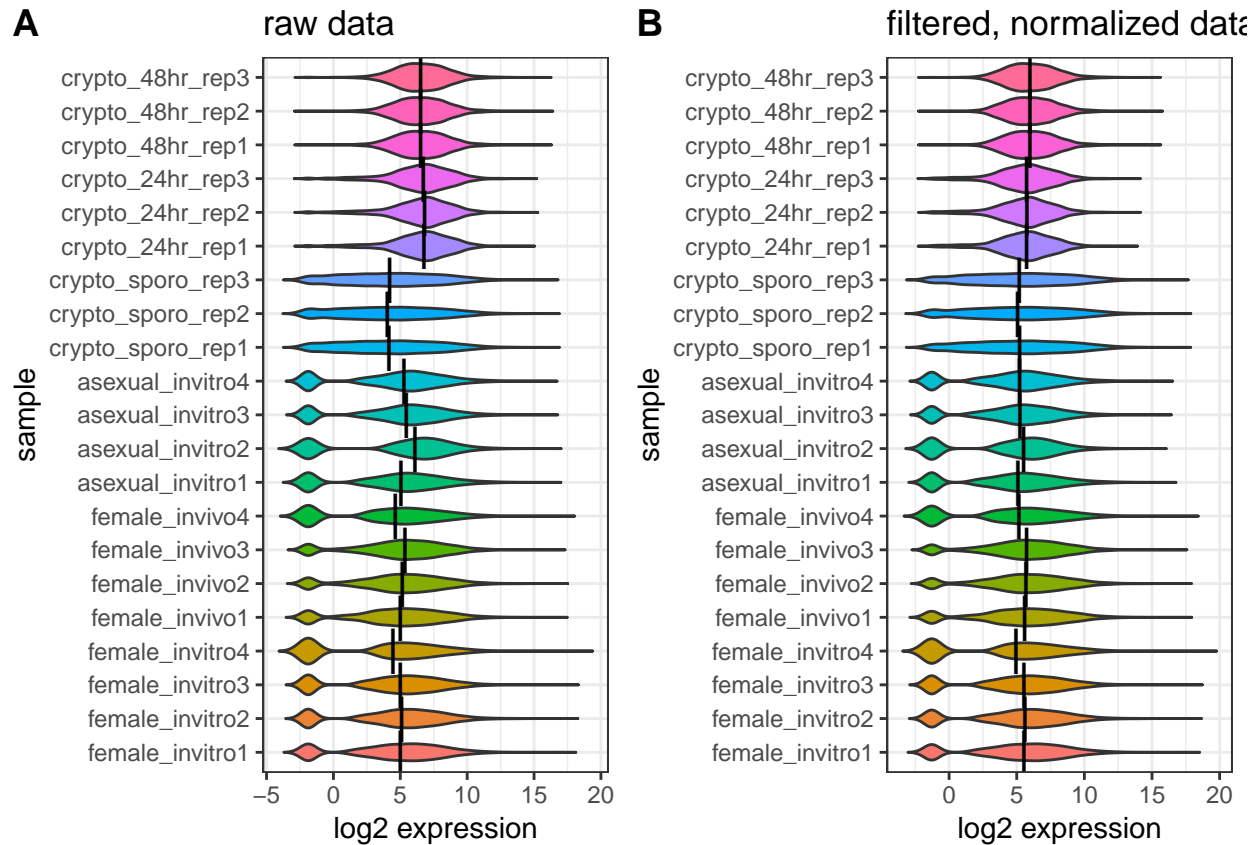 A raw data
sample
crypto_48hr_rep3
crypto_48hr_rep2
crypto_48hr_rep1
crypto_24hr_rep3
crypto_24hr_rep2
crypto_24hr_rep1
crypto_sporo_rep3
crypto_sporo_rep2
crypto_sporo_rep1
asexual_invitro4
asexual_invitro3
asexual_invitro2
asexual_invitro1
female_invivo4
female_invivo3
female_invivo2
female_invivo1
female_invitro4
female_invitro3
female_invitro2
female_invitro1
−5 0 5 10 15 20
log2 expression
B filtered, normalized data
sample
crypto_48hr_rep3
crypto_48hr_rep2
crypto_48hr_rep1
crypto_24hr_rep3
crypto_24hr_rep2
crypto_24hr_rep1
crypto_sporo_rep3
crypto_sporo_rep2
crypto_sporo_rep1
asexual_invitro4
asexual_invitro3
asexual_invitro2
asexual_invitro1
female_invivo4
female_invivo3
female_invivo2
female_invivo1
female_invitro4
female_invitro3
female_invitro2
female_invitro1
0 5 10 15 20
log2 expression